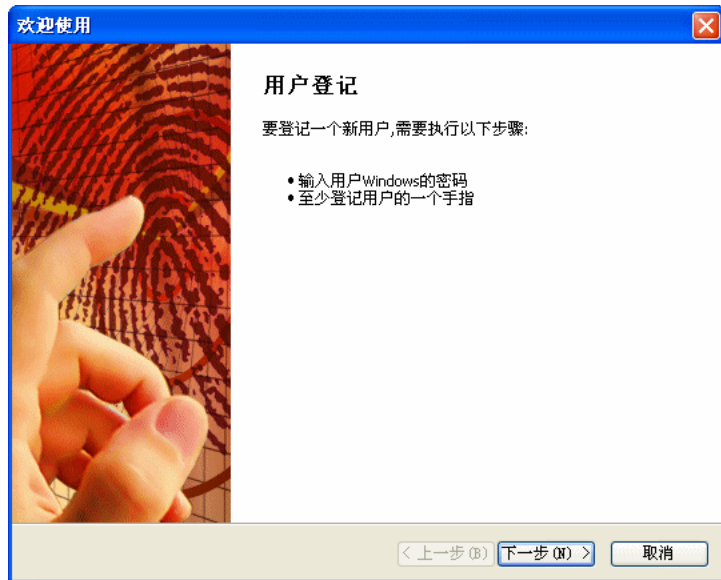 欢迎使用
用户登记
要登记一个新用户,需要执行以下步骤:
• 输入用户Windows的密码
• 至少登记用户的一个手指
< 上一步(B)
下一步(N) >
取消